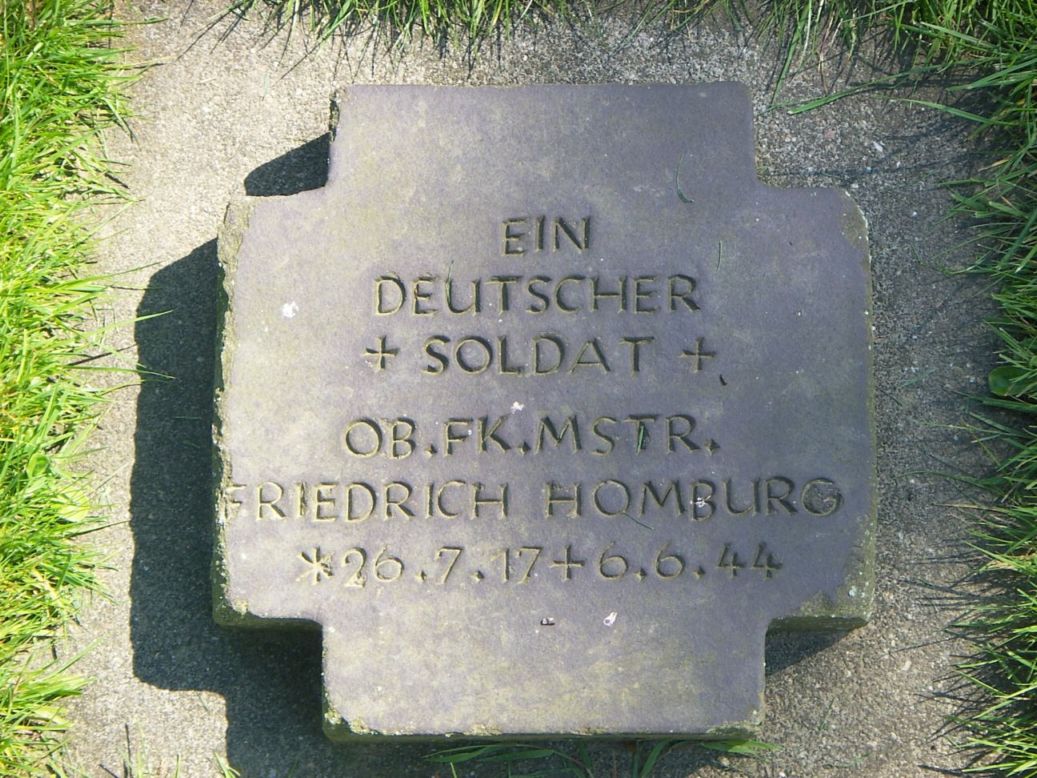 EIN
DEUTSCHER
+ SOLDAT +
OB.FK.MSTR.
FRIEDRICH HOMBURG
*26.7.17+6.6.44